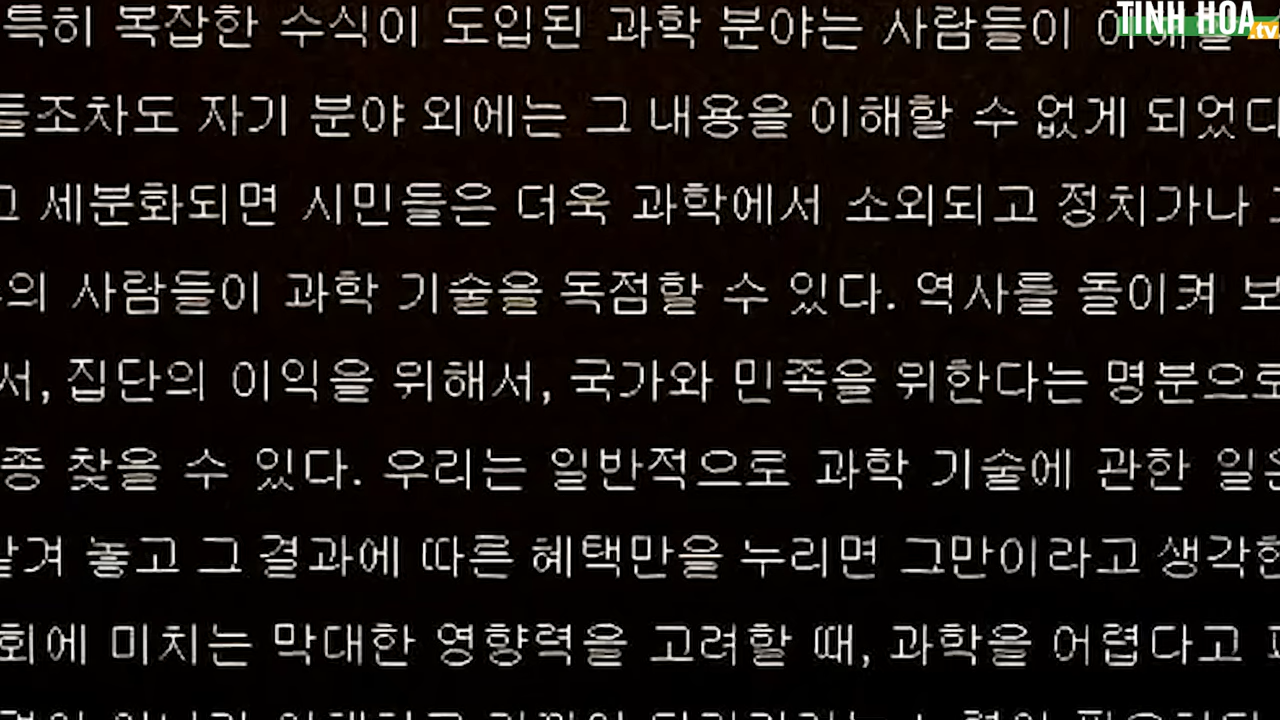 TINH HOA.tv
특히 복잡한 수식이 도입된 과학 분야는 사람들이
들조차도 자기 분야 외에는 그 내용을 이해할 수 없게 되었다
세분화되면 시민들은 더욱 과학에서 소외되고 정치가나
의 사람들이 과학 기술을 독점할 수 있다. 역사를 돌이켜 보
서, 집단의 이익을 위해서, 국가와 민족을 위한다는 명분으로
종 찾을 수 있다. 우리는 일반적으로 과학 기술에 관한 일은
맡겨 놓고 그 결과에 따른 혜택만을 누리면 그만이라고 생각한
회에 미치는 막대한 영향력을 고려할 때, 과학을 어렵다고